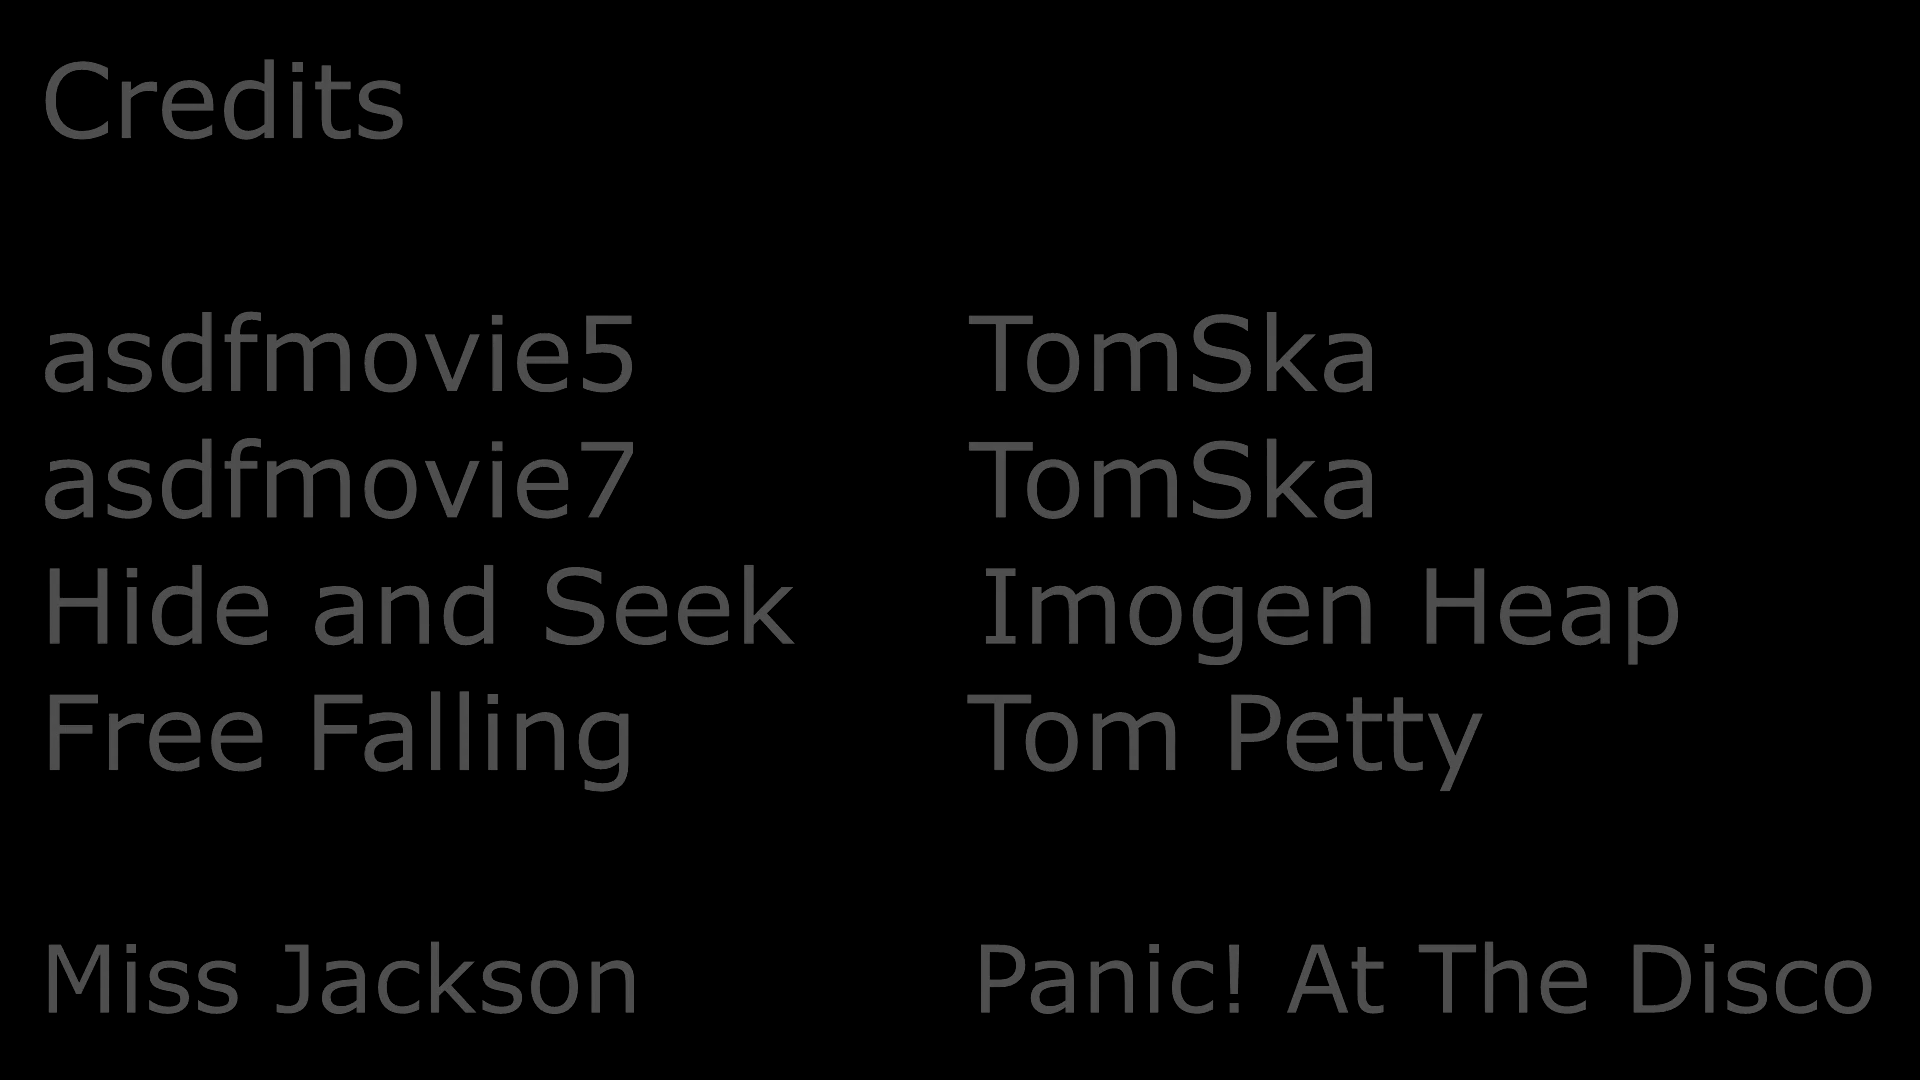 Credits
asdfmovie5 TomSka
asdfmovie7 TomSka
Hide and Seek Imogen Heap
Free Falling Tom Petty
Miss Jackson Panic! At The Disco